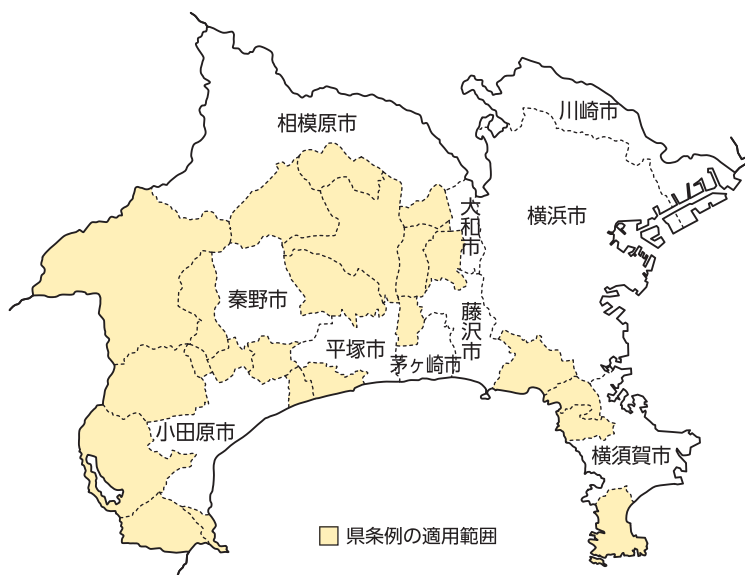 川崎市
相模原市
大和市
横浜市
秦野市
藤沢市
平塚市
茅ヶ崎市
小田原市
横須賀市
県条例の適用範囲